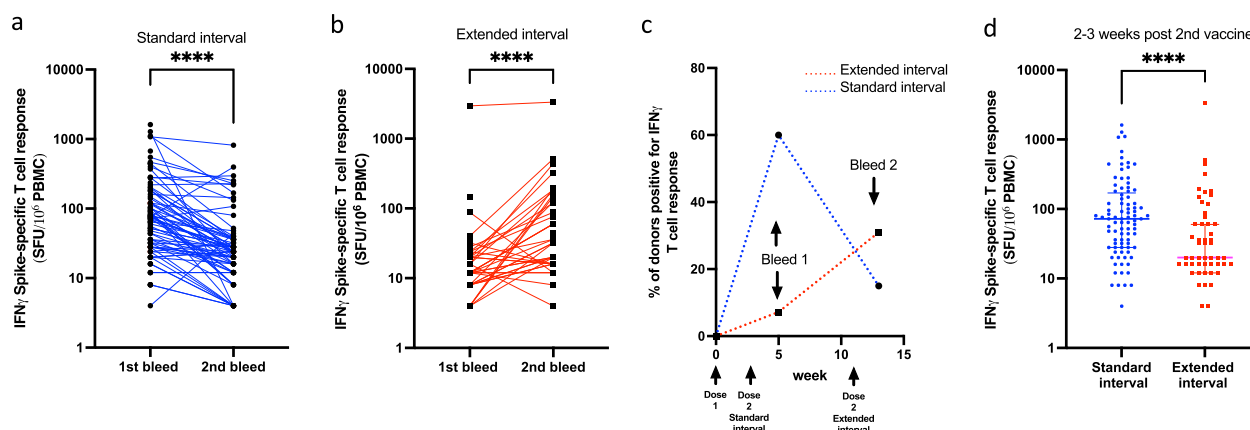 a
Standard interval
****
10000
1000
100
10
1
IFNγ Spike-specific T cell response
(SFU/10⁶ PBMC)
1st bleed
2nd bleed
b
Extended interval
****
10000
1000
100
10
1
IFNγ Spike-specific T cell response
(SFU/10⁶ PBMC)
1st bleed
2nd bleed
c
Extended interval
Standard interval
80
60
40
20
0
% of donors positive for IFNγ
T cell response
Bleed 1
Bleed 2
0
5
10
15
week
Dose
1
Dose
2
Standard
interval
Dose
2
Extended
interval
d
2-3 weeks post 2nd vaccine
****
10000
1000
100
10
1
IFNγ Spike-specific T cell response
(SFU/10⁶ PBMC)
Standard
interval
Extended
interval